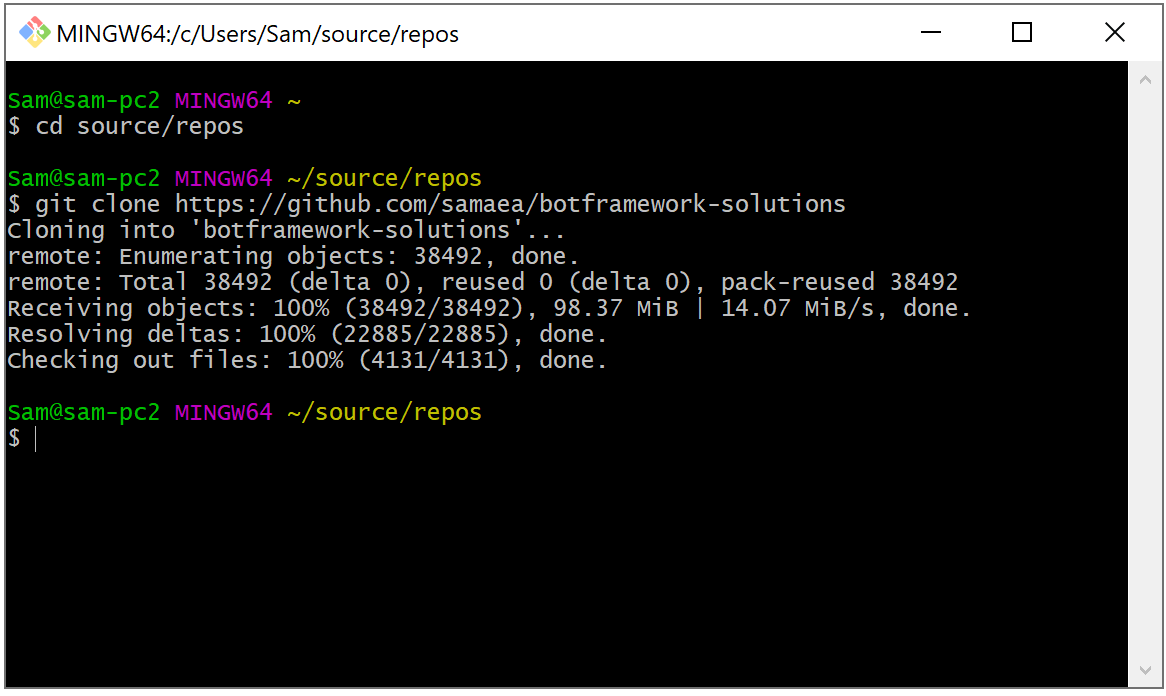 MINGW64:/c/Users/Sam/source/repos
Sam@sam-pc2 MINGW64 ~
$ cd source/repos
Sam@sam-pc2 MINGW64 ~/source/repos
$ git clone https://github.com/samaea/botframework-solutions
Cloning into 'botframework-solutions'...
remote: Enumerating objects: 38492, done.
remote: Total 38492 (delta 0), reused 0 (delta 0), pack-reused 38492
Receiving objects: 100% (38492/38492), 98.37 MiB | 14.07 MiB/s, done.
Resolving deltas: 100% (22885/22885), done.
Checking out files: 100% (4131/4131), done.
Sam@sam-pc2 MINGW64 ~/source/repos
$